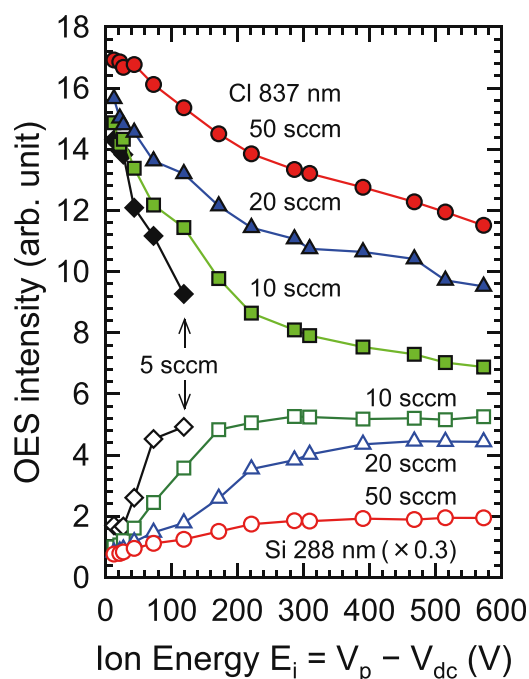 18
16
14
12
10
8
6
4
2
0
OES intensity (arb. unit)
Cl 837 nm
50 sccm
20 sccm
10 sccm
5 sccm
10 sccm
20 sccm
50 sccm
Si 288 nm (×0.3)
0 100 200 300 400 500 600
Ion Energy E_i = V_p − V_dc (V)